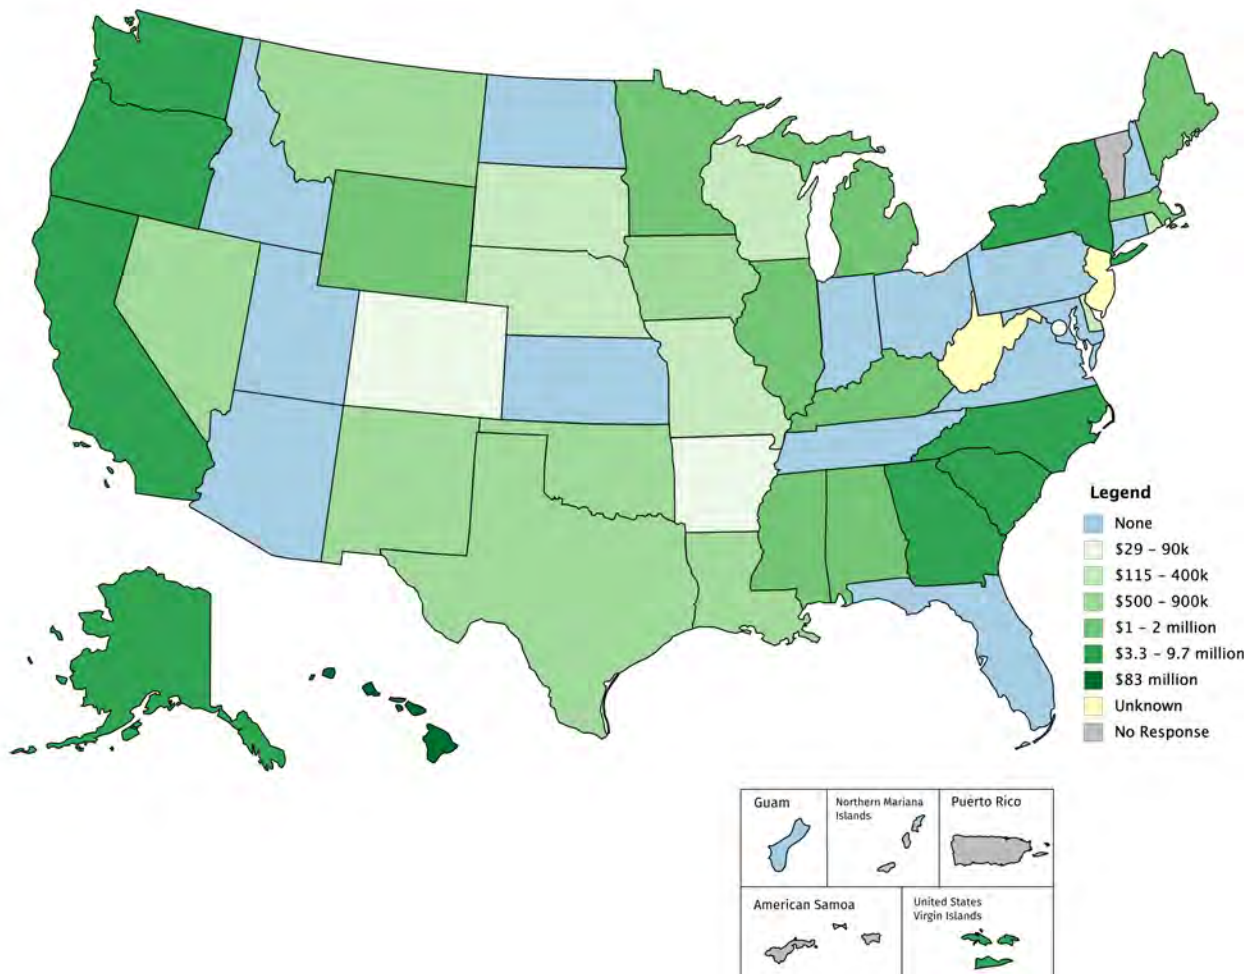 Legend
None
$29 – 90k
$115 – 400k
$500 – 900k
$1 – 2 million
$3.3 – 9.7 million
$83 million
Unknown
No Response
Guam
Northern Mariana
Islands
Puerto Rico
American Samoa
United States
Virgin Islands